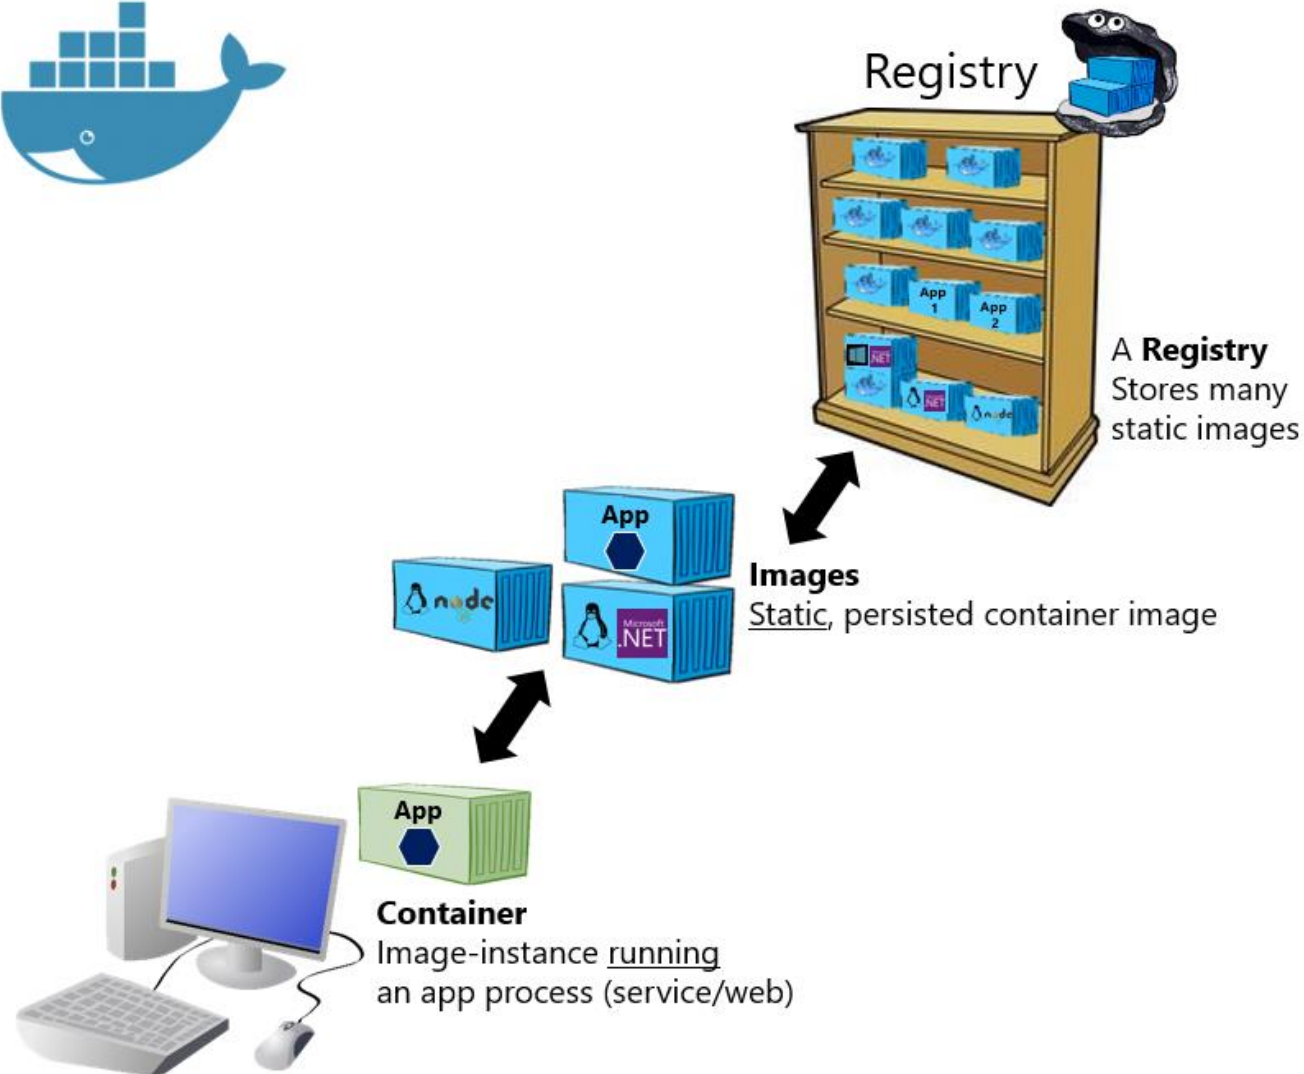 Registry
App
1
App
2
.NET
.NET
node
A Registry
Stores many
static images
App
node
Microsoft
.NET
Images
Static, persisted container image
App
Container
Image-instance running
an app process (service/web)